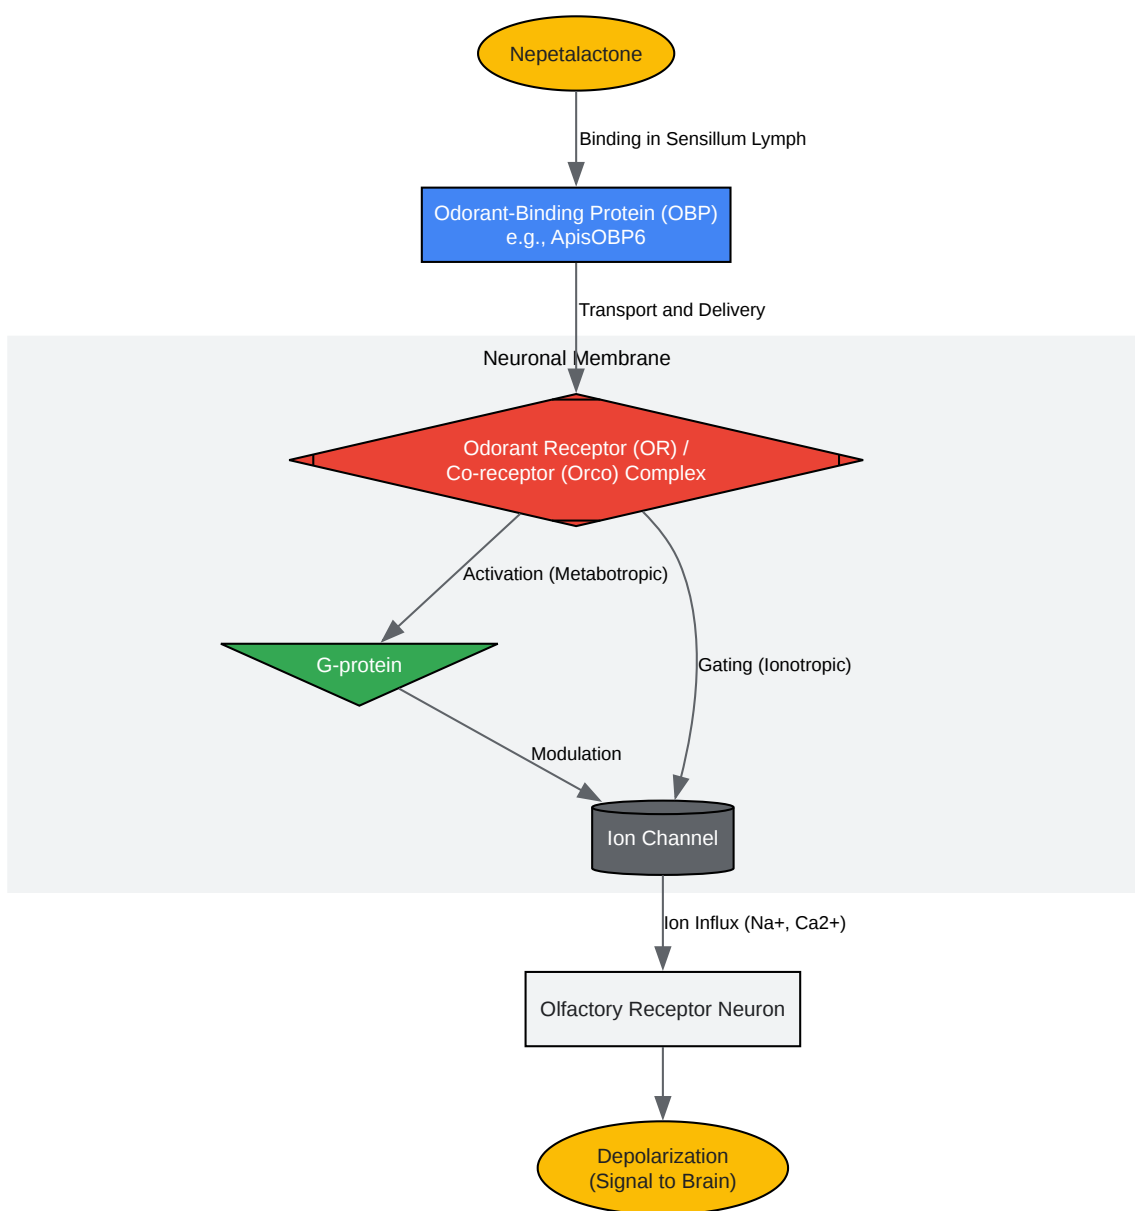 Nepetalactone
Binding in Sensillum Lymph
Odorant-Binding Protein (OBP)
e.g., ApisOBP6
Transport and Delivery
Neuronal Membrane
Odorant Receptor (OR) /
Co-receptor (Orco) Complex
Activation (Metabotropic)
G-protein
Gating (Ionotropic)
Modulation
Ion Channel
Ion Influx (Na+, Ca2+)
Olfactory Receptor Neuron
Depolarization
(Signal to Brain)